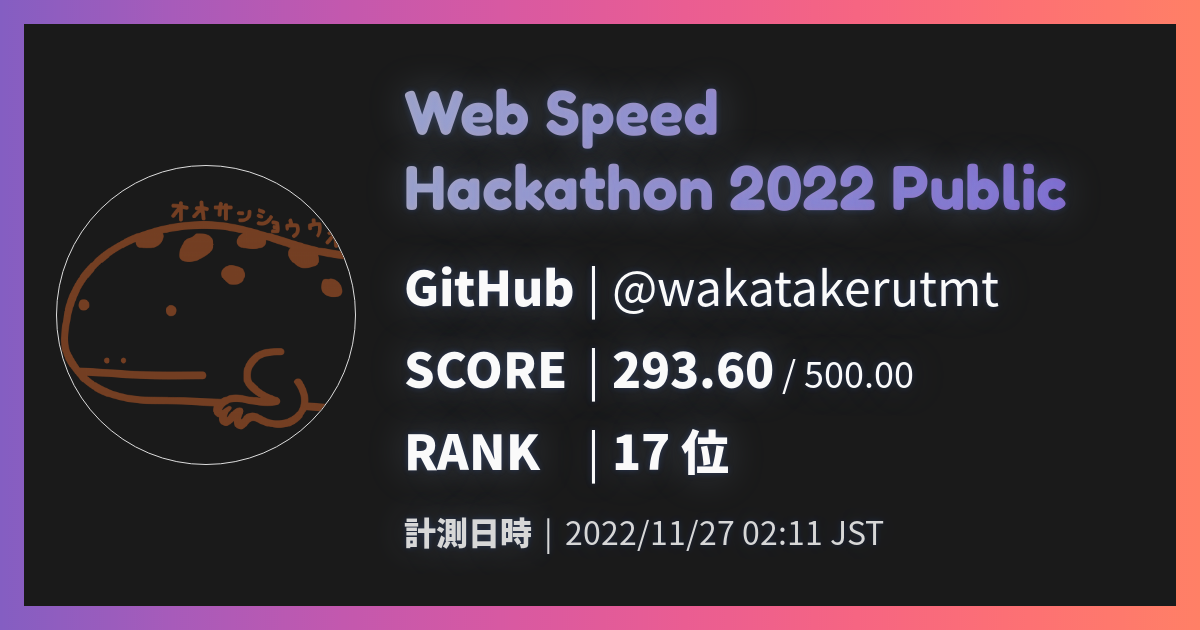 Web Speed
Hackathon 2022 Public
オオサンショウウオ
GitHub | @wakatakerutmt
SCORE | 293.60 / 500.00
RANK | 17 位
計測日時 | 2022/11/27 02:11 JST